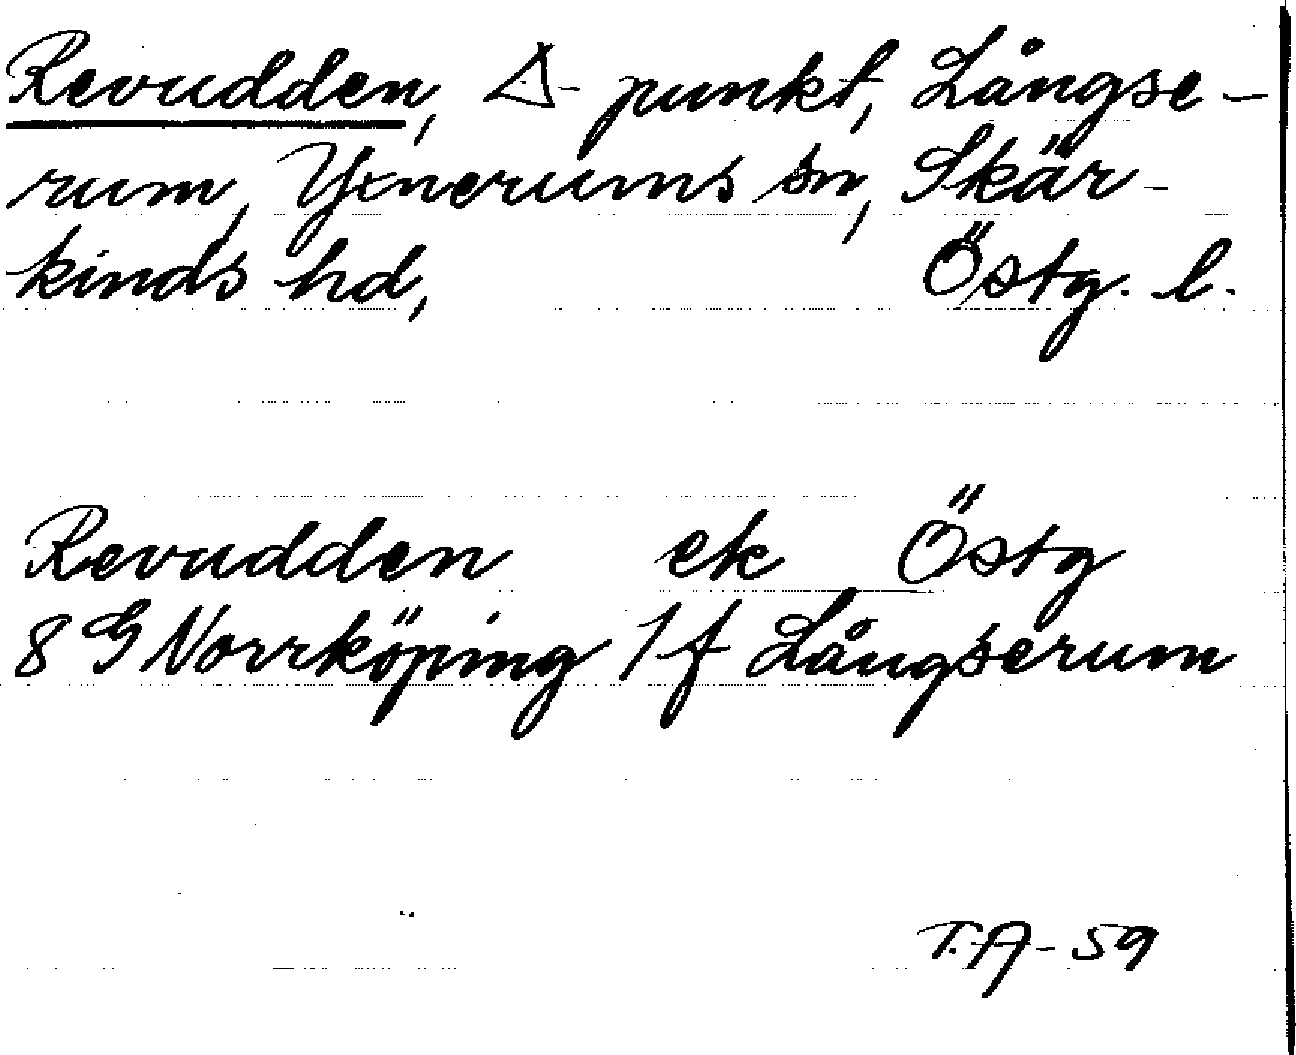 Revudden, △-punkt, Långse-
rum, Yxnerums sn, Skär-
kinds hd, Östg. l.
Revudden ek Östg
8 G Norrköping 1 f Långserum
T.A-59